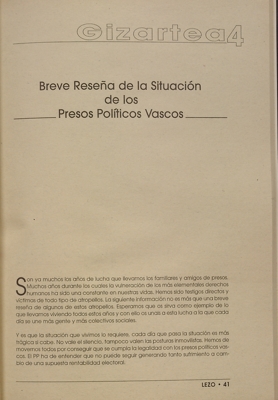 Gizartea4
Breve Reseña de la Situación
de los
Presos Políticos Vascos
Son ya muchos los años de lucha que llevamos los familiares y amigos de presos.
Muchos años durante los cuales la vulneración de los más elementales derechos
humanos ha sido una constante en nuestras vidas. Hemos sido testigos directos y
víctimas de todo tipo de atropellos. La siguiente información no es más que una breve
reseña de algunos de estos atropellos. Esperamos que os sirva como ejemplo de lo
que llevamos viviendo todos estos años y con ello os unáis a esta lucha a la que cada
día se une más gente y más colectivos sociales.
Y es que la situación que vivimos lo requiere, cada día que pasa la situación es más
trágica si cabe. No vale el silencio, tampoco valen las posturas inmovilistas. Hemos de
movernos todos por conseguir que se cumpla la legalidad con los presos políticos vas-
cos. El PP ha de entender que no puede seguir generando tanto sufrimiento a cam-
bio de una supuesta rentabilidad electoral.
LEZO • 41